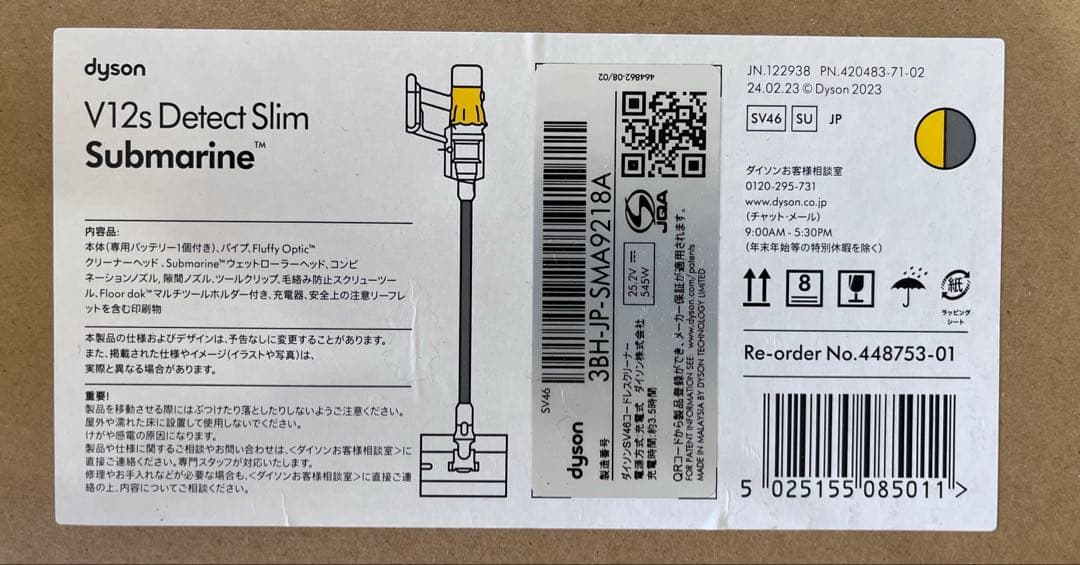 dyson
V12s Detect Slim
Submarine™
内容品:
本体(専用バッテリー1個付き)、パイプ、Fluffy Optic™
クリーナーヘッド、Submarine™ウェットローラーヘッド、コンビ
ネーションノズル、隙間ノズル、ツールクリップ、毛絡み防止スクリューツー
ル、Floor dok™マルチツールホルダー付き、充電器、安全上の注意リーフレ
ットを含む印刷物
本製品の仕様およびデザインは、予告なしに変更することがあります。
また、掲載された仕様やイメージ(イラストや写真)は、
実際と異なる場合があります。
重要!
製品を移動させる際にはぶつけたり落としたりしないようご注意ください。
屋外や濡れた床に設置して使用しないでください。
けがや感電の原因になります。
製品や仕様に関するご相談やお問い合わせは、<ダイソンお客様相談室>に
直接ご連絡ください。専門スタッフが対応いたします。
修理やお手入れなどが必要な場合も、<ダイソンお客様相談室>に直接ご連
絡の上、内容についてご相談ください。
SV46
dyson
3BH-JP-SMA9218A
製造番号
ダイソンSV46コードレスクリーナー
電源方式:充電式 ダイソン株式会社
充電時間:約3.5時間
25.2V
545W
JQA
464862-08/02
QRコードから製品登録ができ、メーカー保証が適用されます。
FOR PATENT INFORMATION SEE: www.dyson.com/patents
MADE IN MALAYSIA BY DYSON TECHNOLOGY LIMITED
JN.122938 PN.420483-71-02
24.02.23 © Dyson 2023
SV46 SU JP
ダイソンお客様相談室
0120-295-731
www.dyson.co.jp
(チャット・メール)
9:00AM - 5:30PM
(年末年始等の特別休暇を除く)
8
紙
ラッピング
シート
Re-order No.448753-01
5 025155 085011 >